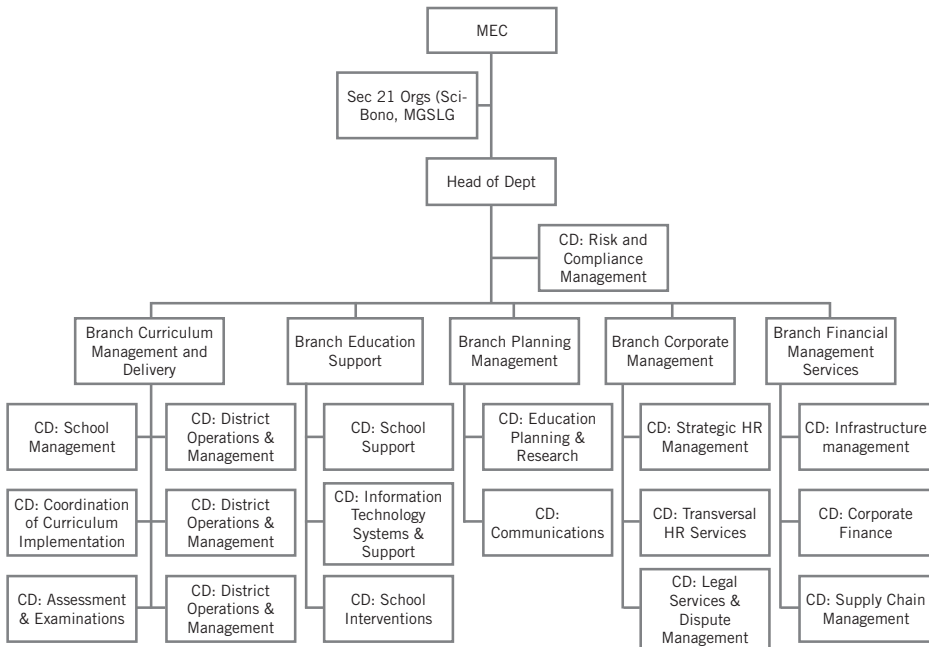 MEC
Sec 21 Orgs (Sci-
Bono, MGSLG
Head of Dept
CD: Risk and
Compliance
Management
Branch Curriculum
Management and
Delivery
Branch Education
Support
Branch Planning
Management
Branch Corporate
Management
Branch Financial
Management
Services
CD: School
Management
CD: District
Operations &
Management
CD: School
Support
CD: Education
Planning &
Research
CD: Strategic HR
Management
CD: Infrastructure
management
CD: Coordination
of Curriculum
Implementation
CD: District
Operations &
Management
CD: Information
Technology
Systems &
Support
CD:
Communications
CD: Transversal
HR Services
CD: Corporate
Finance
CD: Assessment
& Examinations
CD: District
Operations &
Management
CD: School
Interventions
CD: Legal
Services &
Dispute
Management
CD: Supply Chain
Management